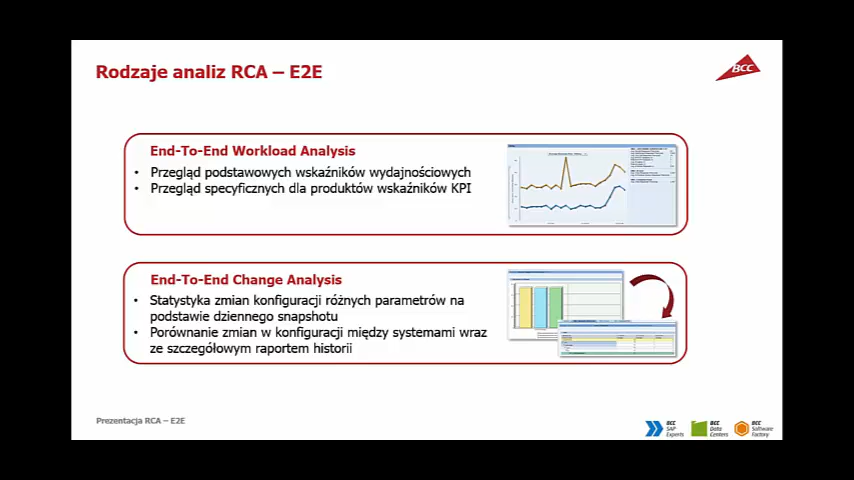 Rodzaje analiz RCA – E2E
BCC
End-To-End Workload Analysis
• Przegląd podstawowych wskaźników wydajnościowych
• Przegląd specyficznych dla produktów wskaźników KPI
End-To-End Change Analysis
• Statystyka zmian konfiguracji różnych parametrów na
podstawie dziennego snapshotu
• Porównanie zmian w konfiguracji między systemami wraz
ze szczegółowym raportem historii
Prezentacja RCA – E2E
BCC
SAP
Experts
BCC
Data
Centers
BCC
Software
Factory